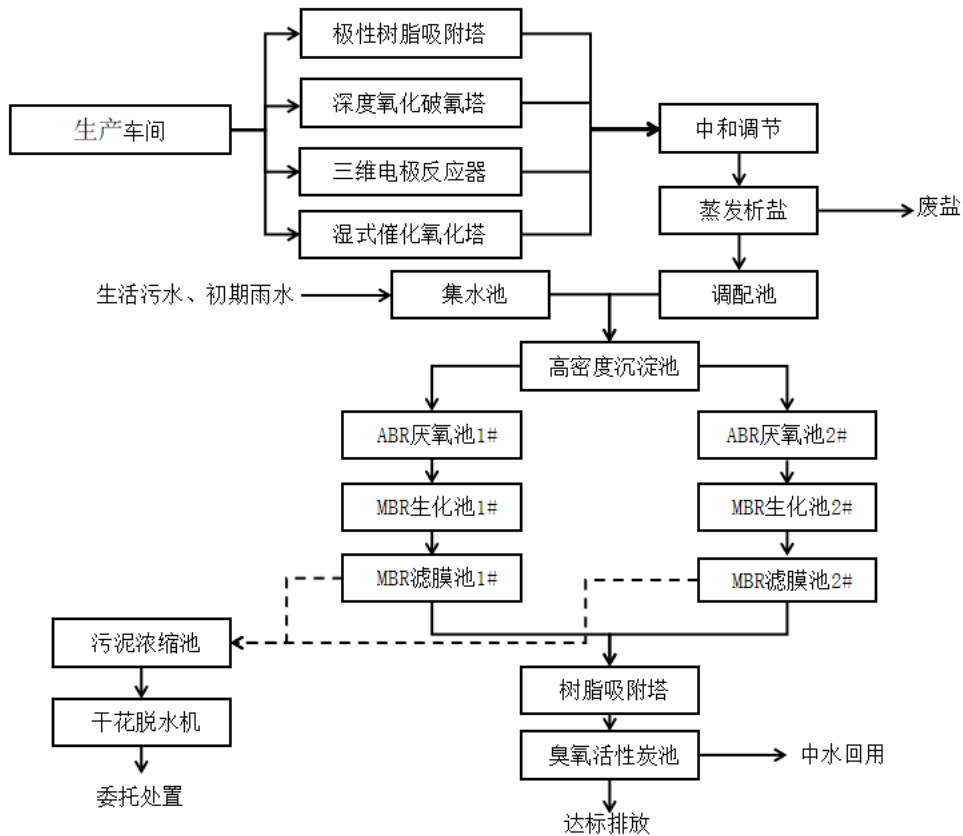 极性树脂吸附塔
深度氧化破氰塔
生产车间
中和调节
三维电极反应器
蒸发析盐
废盐
湿式催化氧化塔
生活污水、初期雨水
集水池
调配池
高密度沉淀池
ABR厌氧池1#
ABR厌氧池2#
MBR生化池1#
MBR生化池2#
MBR滤膜池1#
MBR滤膜池2#
污泥浓缩池
树脂吸附塔
干花脱水机
臭氧活性炭池
中水回用
委托处置
达标排放